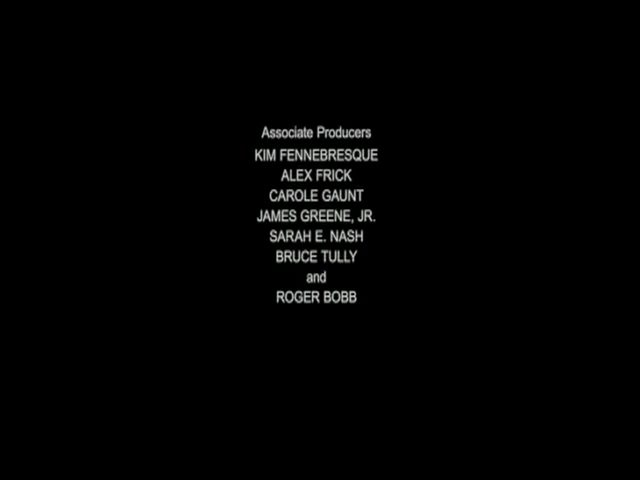 Associate Producers
KIM FENNEBRESQUE
ALEX FRICK
CAROLE GAUNT
JAMES GREENE, JR.
SARAH E. NASH
BRUCE TULLY
and
ROGER BOBB